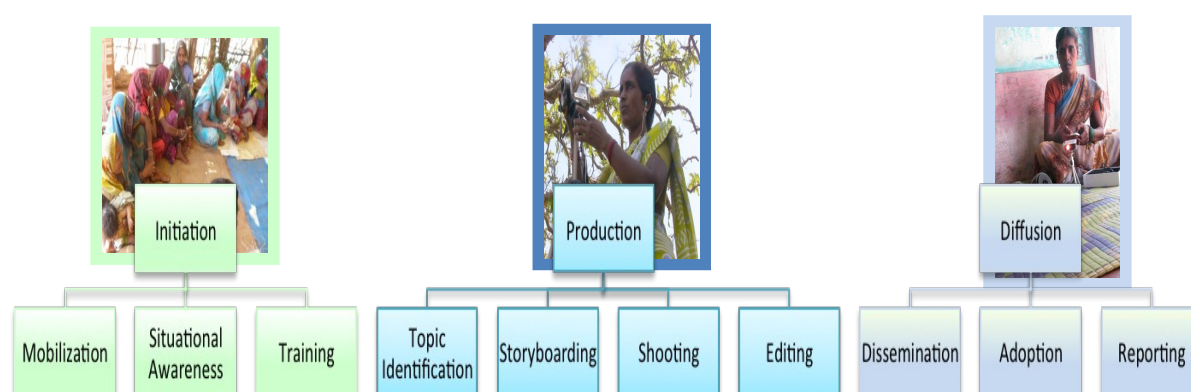 Initiation
Production
Diffusion
Mobilization
Situational
Awareness
Training
Topic
Identification
Storyboarding
Shooting
Editing
Dissemination
Adoption
Reporting